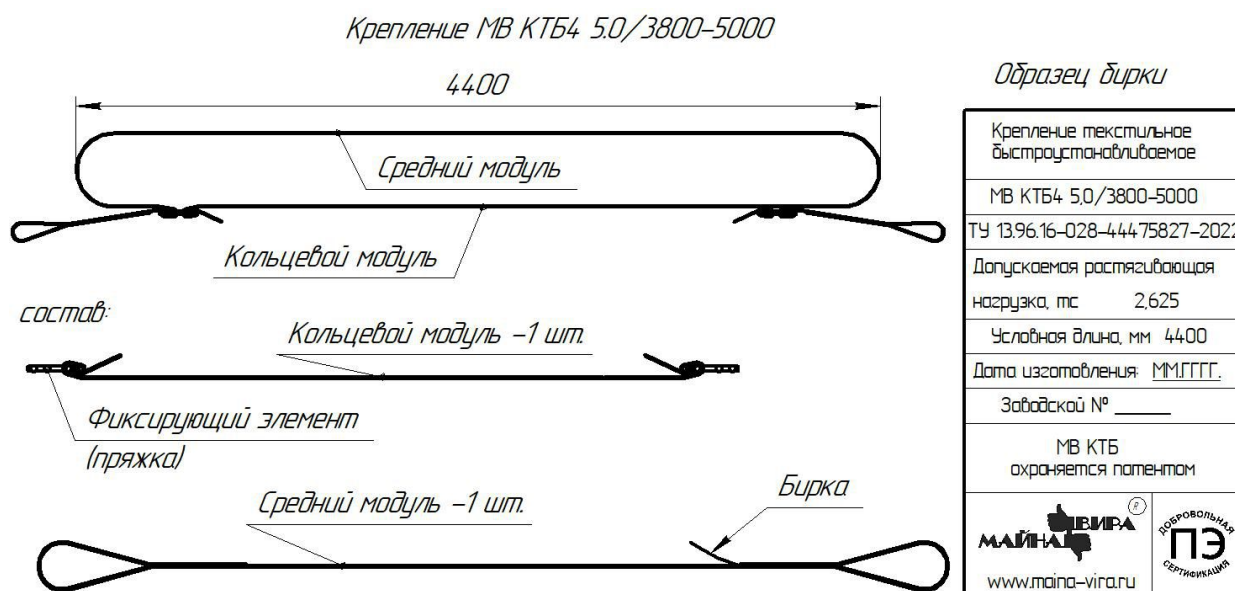 Крепление МВ КТБ4 5.0/3800-5000
4400
Средний модуль
Кольцевой модуль
состав:
Кольцевой модуль -1 шт.
Фиксирующий элемент
(пряжка)
Средний модуль -1 шт.
Бирка
Образец бирки
Крепление текстильное
быстроустанавливаемое
МВ КТБ4 5,0/3800-5000
ТУ 13.96.16-028-44475827-2022
Допускаемая растягивающая
нагрузка, тс 2,625
Условная длина, мм 4400
Дата изготовления: ММ.ГГГГ.
Заводской № ______
МВ КТБ
охраняется патентом
МАЙНА ВИРА ®
www.maina-vira.ru
ДОБРОВОЛЬНАЯ
ПЭ
СЕРТИФИКАЦИЯ